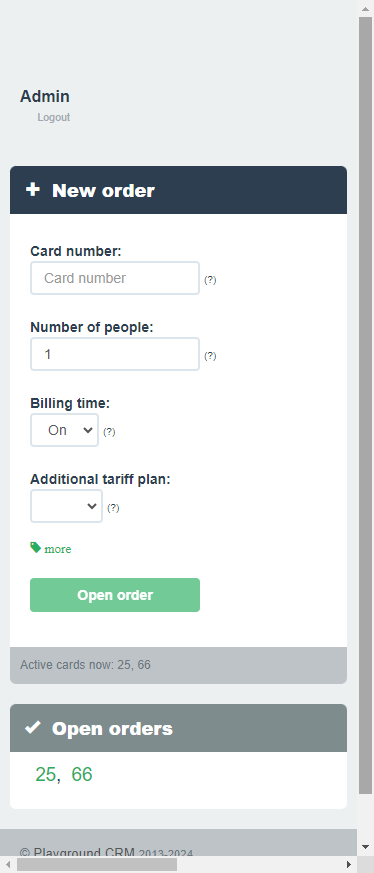 Admin
Logout
New order
Card number:
Card number (?)
Number of people:
1 (?)
Billing time:
On (?)
Additional tariff plan:
(?)
more
Open order
Active cards now: 25, 66
Open orders
25, 66
© Playground CRM 2013-2024